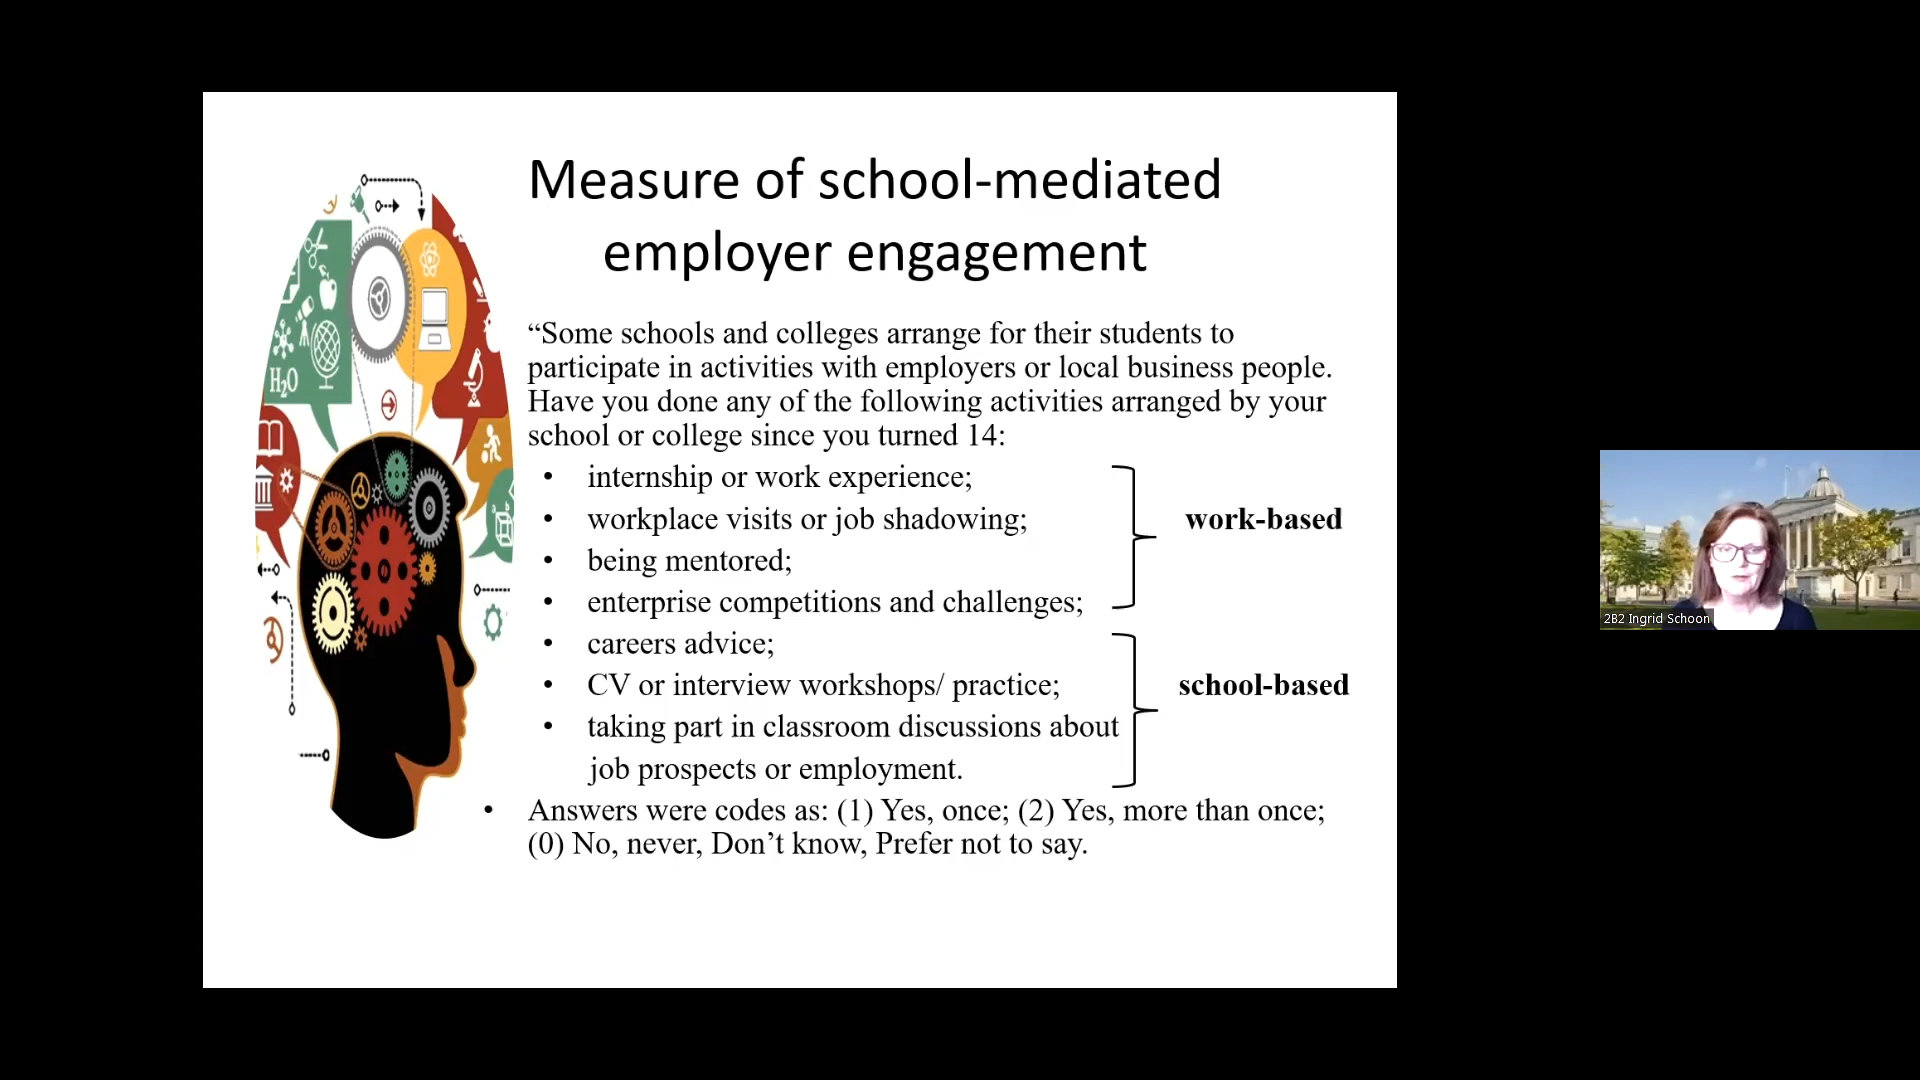 Measure of school-mediated
employer engagement
“Some schools and colleges arrange for their students to
participate in activities with employers or local business people.
Have you done any of the following activities arranged by your
school or college since you turned 14:
• internship or work experience;
• workplace visits or job shadowing;
• being mentored;
• enterprise competitions and challenges;
work-based
• careers advice;
• CV or interview workshops/ practice;
• taking part in classroom discussions about
job prospects or employment.
school-based
• Answers were codes as: (1) Yes, once; (2) Yes, more than once;
(0) No, never, Don’t know, Prefer not to say.
H2O
2B2 Ingrid Schoon